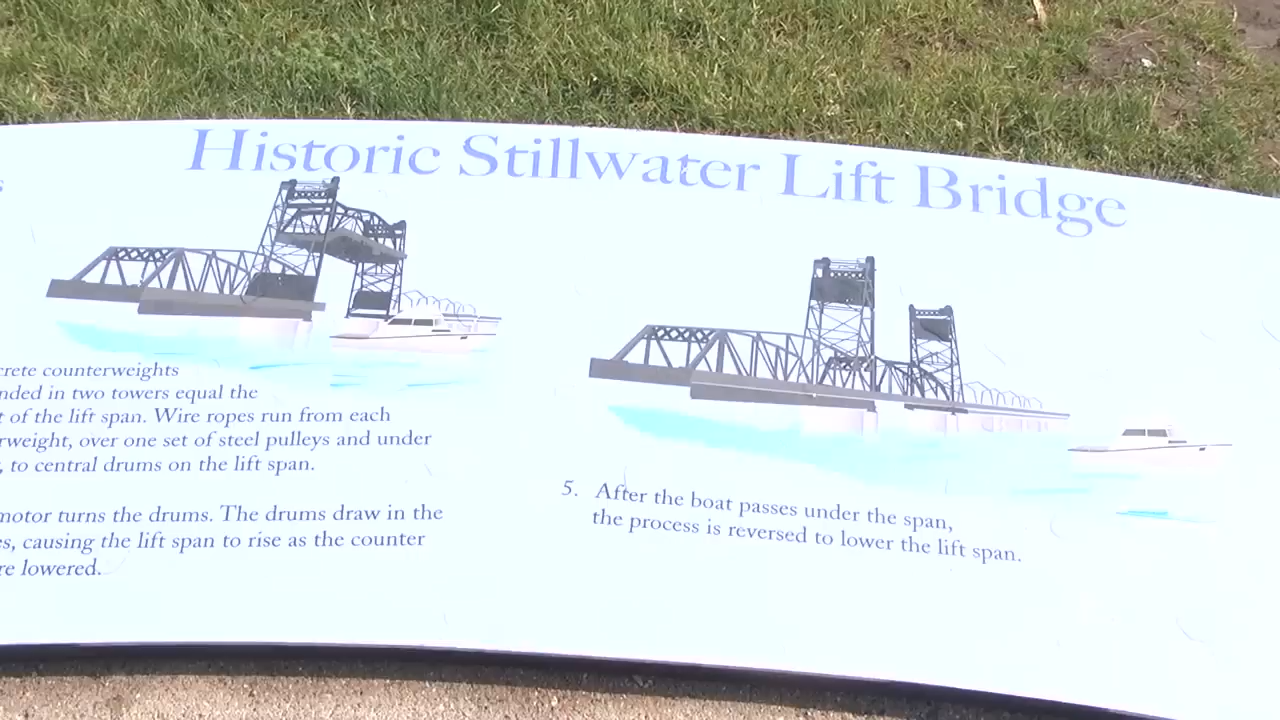 Historic Stillwater Lift Bridge
crete counterweights
nded in two towers equal the
t of the lift span. Wire ropes run from each
rweight, over one set of steel pulleys and under
, to central drums on the lift span.
motor turns the drums. The drums draw in the
es, causing the lift span to rise as the counter
re lowered.
5. After the boat passes under the span,
the process is reversed to lower the lift span.